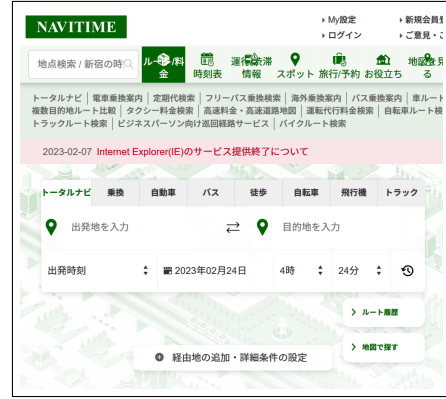 NAVITIME
My設定
新規会員登
ログイン
ご意見・こ
地点検索 / 新宿の時
ルート/料金
時刻表
運行/渋滞情報
スポット
旅行/予約
お役立ち
地図を見る
トータルナビ | 電車乗換案内 | 定期代検索 | フリーパス乗換検索 | 海外乗換案内 | バス乗換案内 | 車ルート
複数目的地ルート比較 | タクシー料金検索 | 高速料金・高速道路地図 | 運転代行料金検索 | 自転車ルート検
トラックルート検索 | ビジネスパーソン向け巡回経路サービス | バイクルート検索
2023-02-07 Internet Explorer(IE)のサービス提供終了について
トータルナビ 乗換 自動車 バス 徒歩 自転車 飛行機 トラック
出発地を入力 目的地を入力
出発時刻 2023年02月24日 4時 24分
ルート履歴
地図で探す
経由地の追加・詳細条件の設定